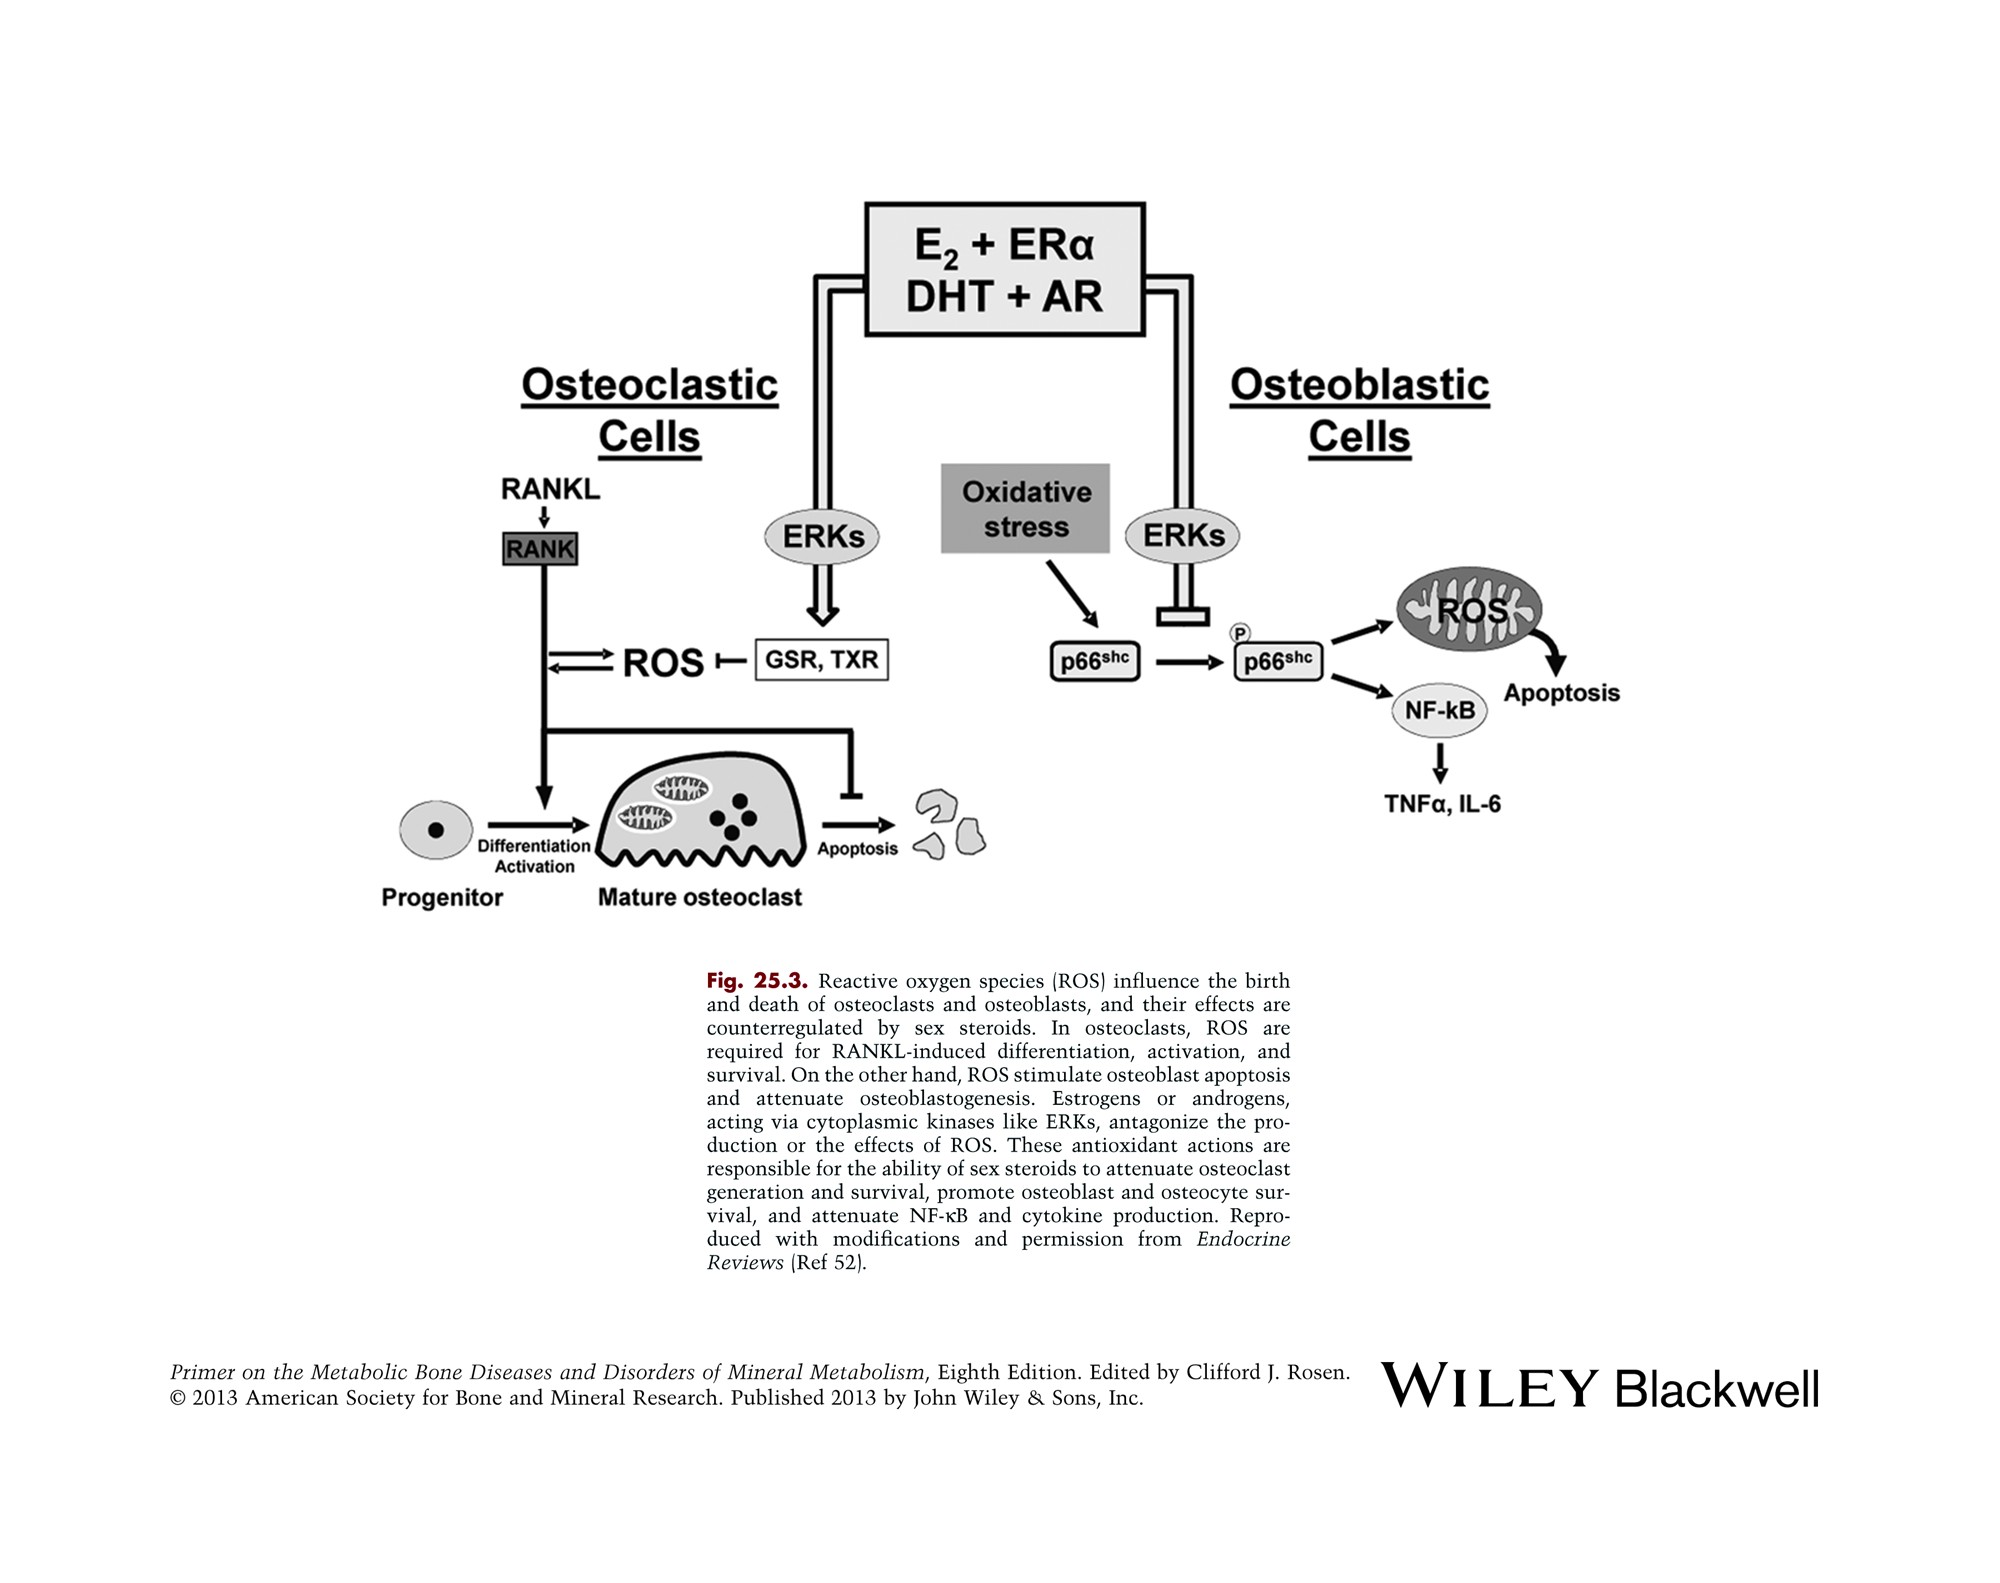 E2 + ERα
DHT + AR
Osteoclastic
Cells
Osteoblastic
Cells
RANKL
RANK
ERKs
Oxidative
stress
ERKs
ROS
GSR, TXR
p66shc
P
p66shc
ROS
Apoptosis
NF-kB
TNFα, IL-6
Differentiation
Activation
Apoptosis
Progenitor
Mature osteoclast
Fig. 25.3. Reactive oxygen species (ROS) influence the birth
and death of osteoclasts and osteoblasts, and their effects are
counterregulated by sex steroids. In osteoclasts, ROS are
required for RANKL-induced differentiation, activation, and
survival. On the other hand, ROS stimulate osteoblast apoptosis
and attenuate osteoblastogenesis. Estrogens or androgens,
acting via cytoplasmic kinases like ERKs, antagonize the pro-
duction or the effects of ROS. These antioxidant actions are
responsible for the ability of sex steroids to attenuate osteoclast
generation and survival, promote osteoblast and osteocyte sur-
vival, and attenuate NF-κB and cytokine production. Repro-
duced with modifications and permission from Endocrine
Reviews (Ref 52).
Primer on the Metabolic Bone Diseases and Disorders of Mineral Metabolism, Eighth Edition. Edited by Clifford J. Rosen.
© 2013 American Society for Bone and Mineral Research. Published 2013 by John Wiley & Sons, Inc.
WILEY Blackwell